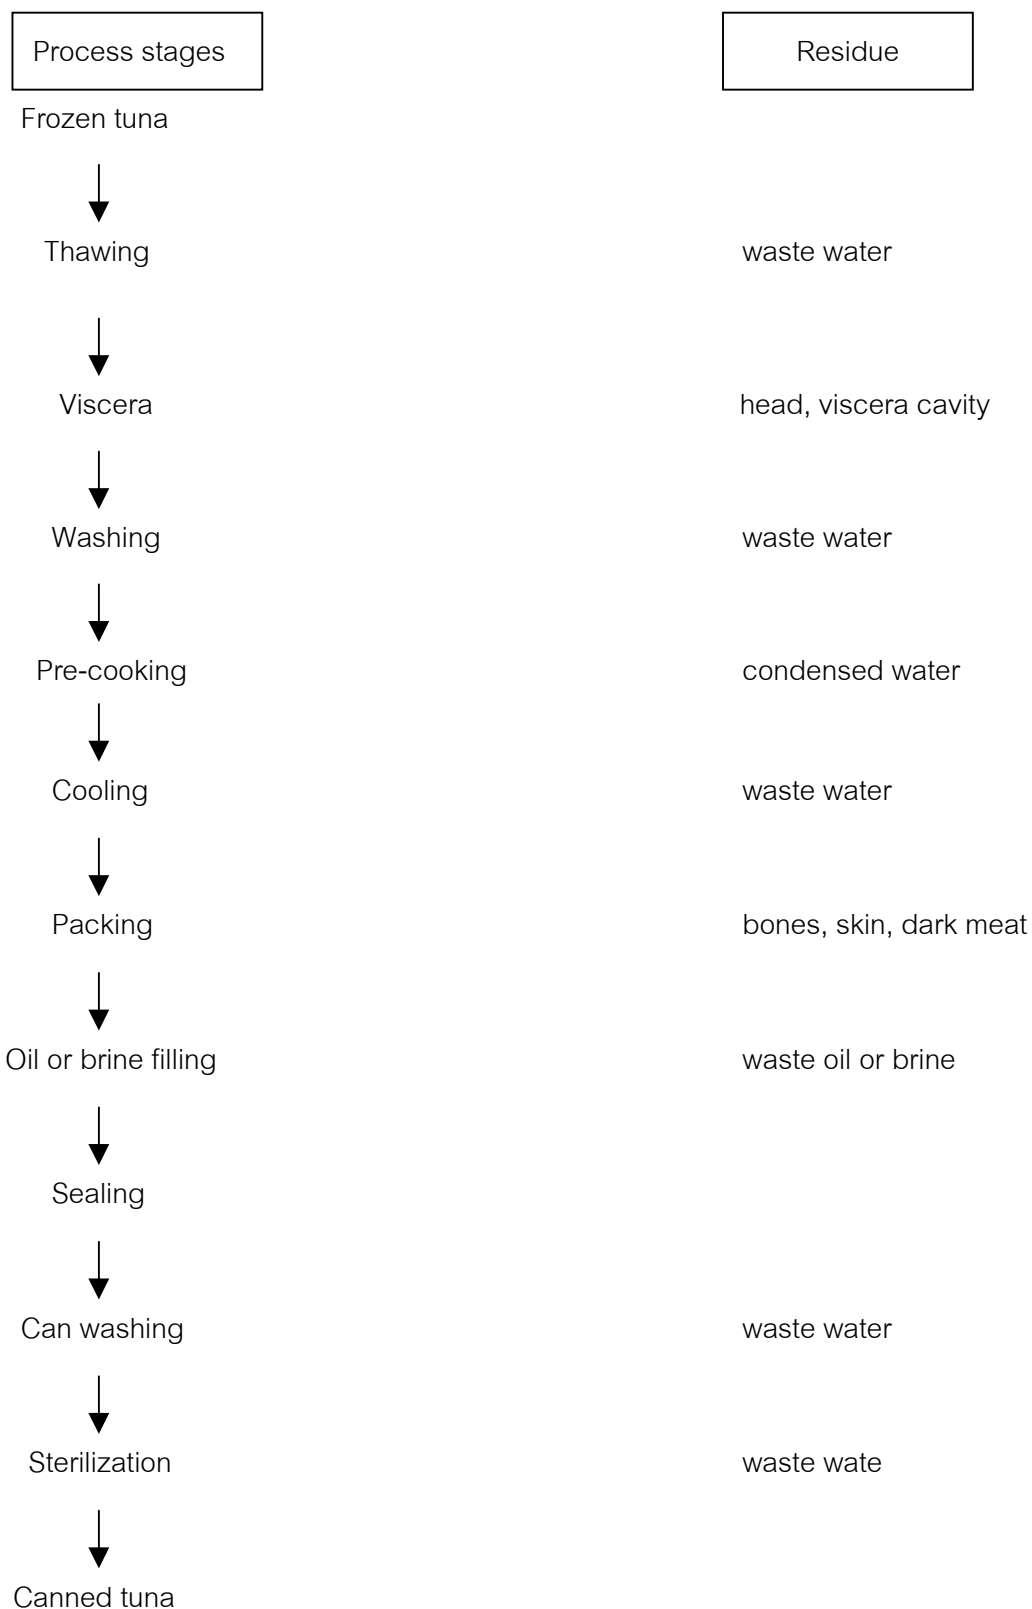 Process stages Residue
Frozen tuna
Thawing waste water
Viscera head, viscera cavity
Washing waste water
Pre-cooking condensed water
Cooling waste water
Packing bones, skin, dark meat
Oil or brine filling waste oil or brine
Sealing
Can washing waste water
Sterilization waste wate
Canned tuna